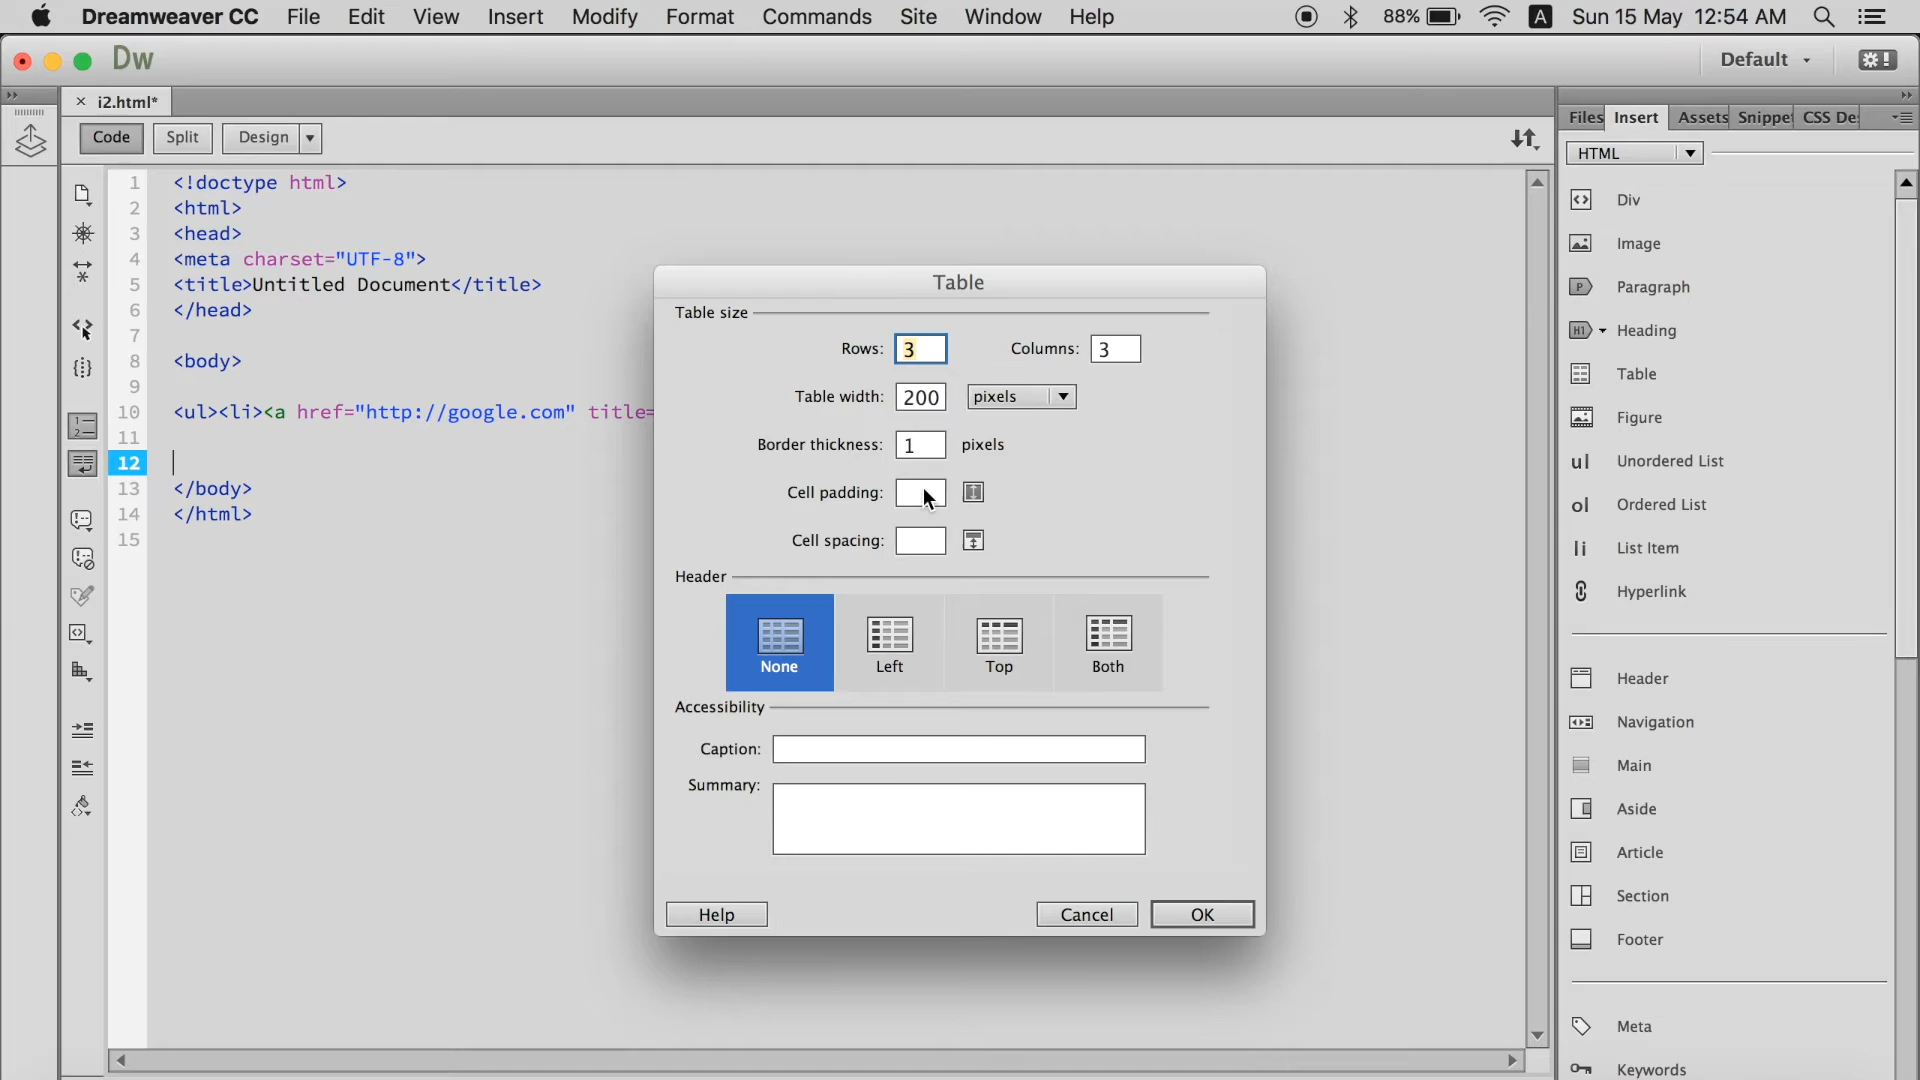 Dreamweaver CC File Edit View Insert Modify Format Commands Site Window Help 88% A Sun 15 May 12:54 AM
Dw Default
i2.html*
Code Split Design
1 <!doctype html>
2 <html>
3 <head>
4 <meta charset="UTF-8">
5 <title>Untitled Document</title>
6 </head>
7
8 <body>
9
10 <ul><li><a href="http://google.com" title=
11
12
13 </body>
14 </html>
15
Table
Table size
Rows: 3 Columns: 3
Table width: 200 pixels
Border thickness: 1 pixels
Cell padding:
Cell spacing:
Header
None Left Top Both
Accessibility
Caption:
Summary:
Help Cancel OK
Files Insert Assets Snippe CSS De
HTML
Div
Image
P Paragraph
H1 Heading
Table
Figure
ul Unordered List
ol Ordered List
li List Item
Hyperlink
Header
Navigation
Main
Aside
Article
Section
Footer
Meta
Keywords